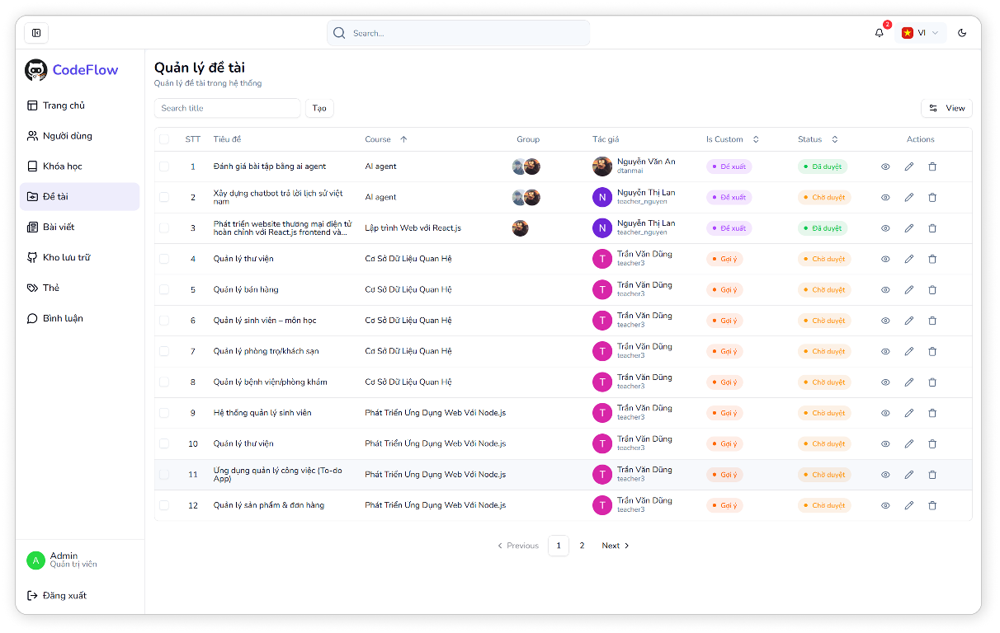 Search...
2
VI
CodeFlow
Trang chủ
Người dùng
Khóa học
Đề tài
Bài viết
Kho lưu trữ
Thẻ
Bình luận
A
Admin
Quản trị viên
Đăng xuất
Quản lý đề tài
Quản lý đề tài trong hệ thống
Search title
Tạo
View
STT Tiêu đề Course Group Tác giả Is Custom Status Actions
1 Đánh giá bài tập bằng ai agent AI agent Nguyễn Văn An Đề xuất Đã duyệt
dtanmai
2 Xây dựng chatbot trả lời lịch sử việt AI agent N Nguyễn Thị Lan Đề xuất Chờ duyệt
nam teacher_nguyen
3 Phát triển website thương mại điện tử Lập trình Web với React.js N Nguyễn Thị Lan Đề xuất Đã duyệt
hoàn chỉnh với React.js frontend và... teacher_nguyen
4 Quản lý thư viện Cơ Sở Dữ Liệu Quan Hệ T Trần Văn Dũng Gợi ý Chờ duyệt
teacher3
5 Quản lý bán hàng Cơ Sở Dữ Liệu Quan Hệ T Trần Văn Dũng Gợi ý Chờ duyệt
teacher3
6 Quản lý sinh viên – môn học Cơ Sở Dữ Liệu Quan Hệ T Trần Văn Dũng Gợi ý Chờ duyệt
teacher3
7 Quản lý phòng trọ/khách sạn Cơ Sở Dữ Liệu Quan Hệ T Trần Văn Dũng Gợi ý Chờ duyệt
teacher3
8 Quản lý bệnh viện/phòng khám Cơ Sở Dữ Liệu Quan Hệ T Trần Văn Dũng Gợi ý Chờ duyệt
teacher3
9 Hệ thống quản lý sinh viên Phát Triển Ứng Dụng Web Với Node.js T Trần Văn Dũng Gợi ý Chờ duyệt
teacher3
10 Quản lý thư viện Phát Triển Ứng Dụng Web Với Node.js T Trần Văn Dũng Gợi ý Chờ duyệt
teacher3
11 Ứng dụng quản lý công việc (To-do Phát Triển Ứng Dụng Web Với Node.js T Trần Văn Dũng Gợi ý Chờ duyệt
App) teacher3
12 Quản lý sản phẩm & đơn hàng Phát Triển Ứng Dụng Web Với Node.js T Trần Văn Dũng Gợi ý Chờ duyệt
teacher3
Previous 1 2 Next